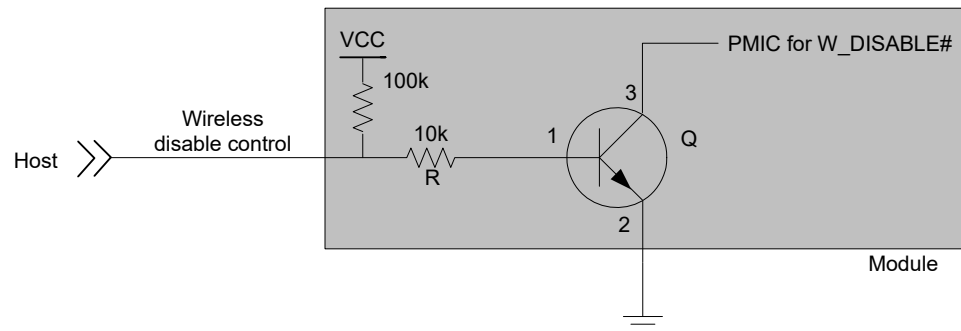 VCC
PMIC for W_DISABLE#
100k
3
Wireless
disable control
10k
1
Q
Host
R
2
Module